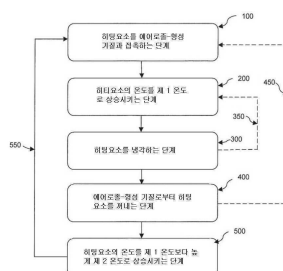 100
히팅요소를 에어로졸-형성
기질과 접촉하는 단계
200
히티요소의 온도를 제 1 온도
로 상승시키는 단계
450
350
550
300
히팅요소를 냉각하는 단계
400
에어로졸-형성 기질로부터 히팅
요소를 꺼내는 단계
500
히팅요소의 온도를 제 1 온도보다 높
게 제 2 온도로 상승시키는 단계